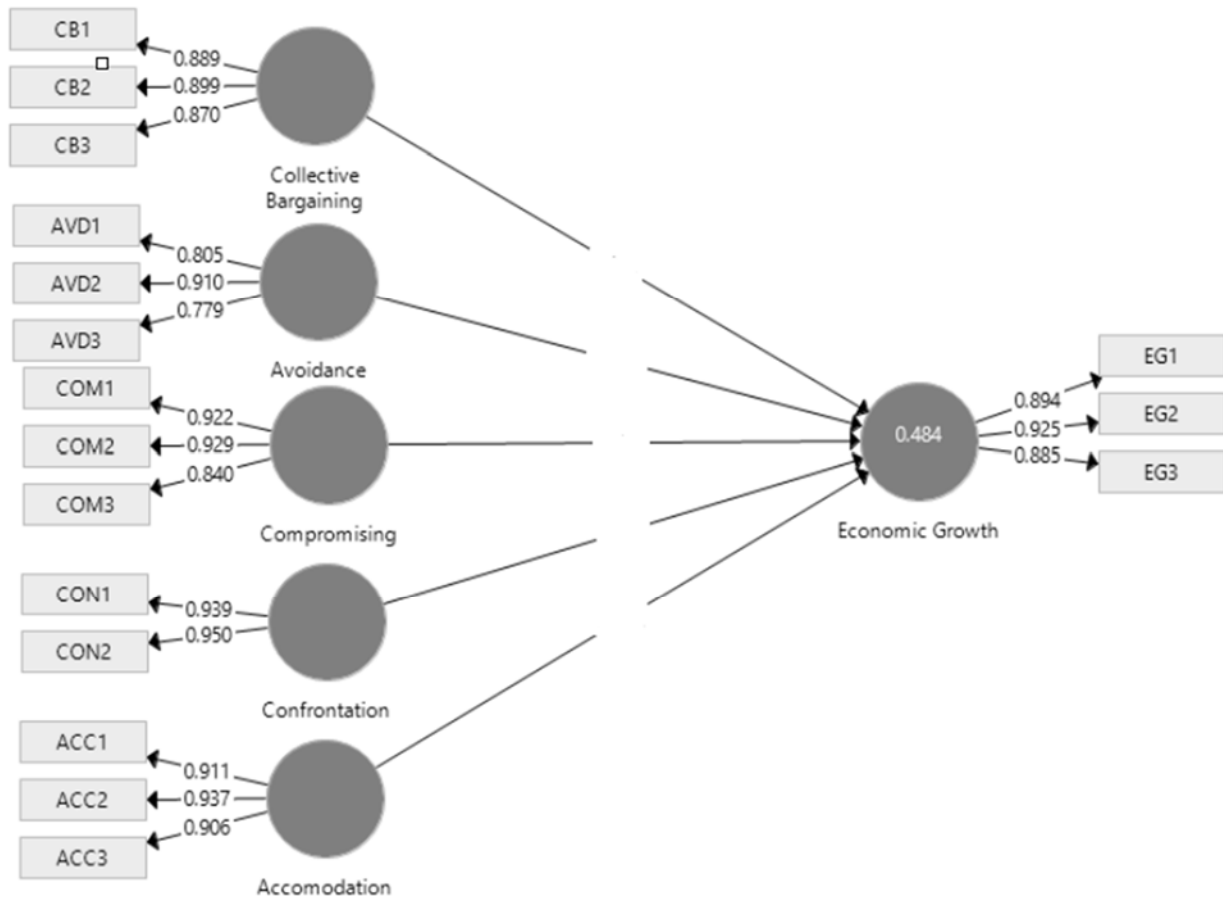 CB1
0.889
CB2
0.899
CB3
0.870
Collective
Bargaining
AVD1
0.805
AVD2
0.910
AVD3
0.779
Avoidance
COM1
0.922
COM2
0.929
COM3
0.840
Compromising
CON1
0.939
CON2
0.950
Confrontation
ACC1
0.911
ACC2
0.937
ACC3
0.906
Accomodation
0.484
Economic Growth
EG1
0.894
EG2
0.925
EG3
0.885